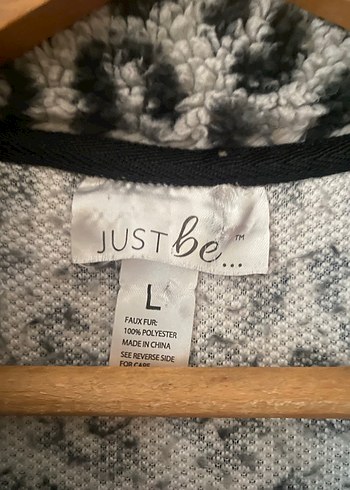 JUST be...™
L
FAUX FUR:
100% POLYESTER
MADE IN CHINA
SEE REVERSE SIDE
FOR CARE